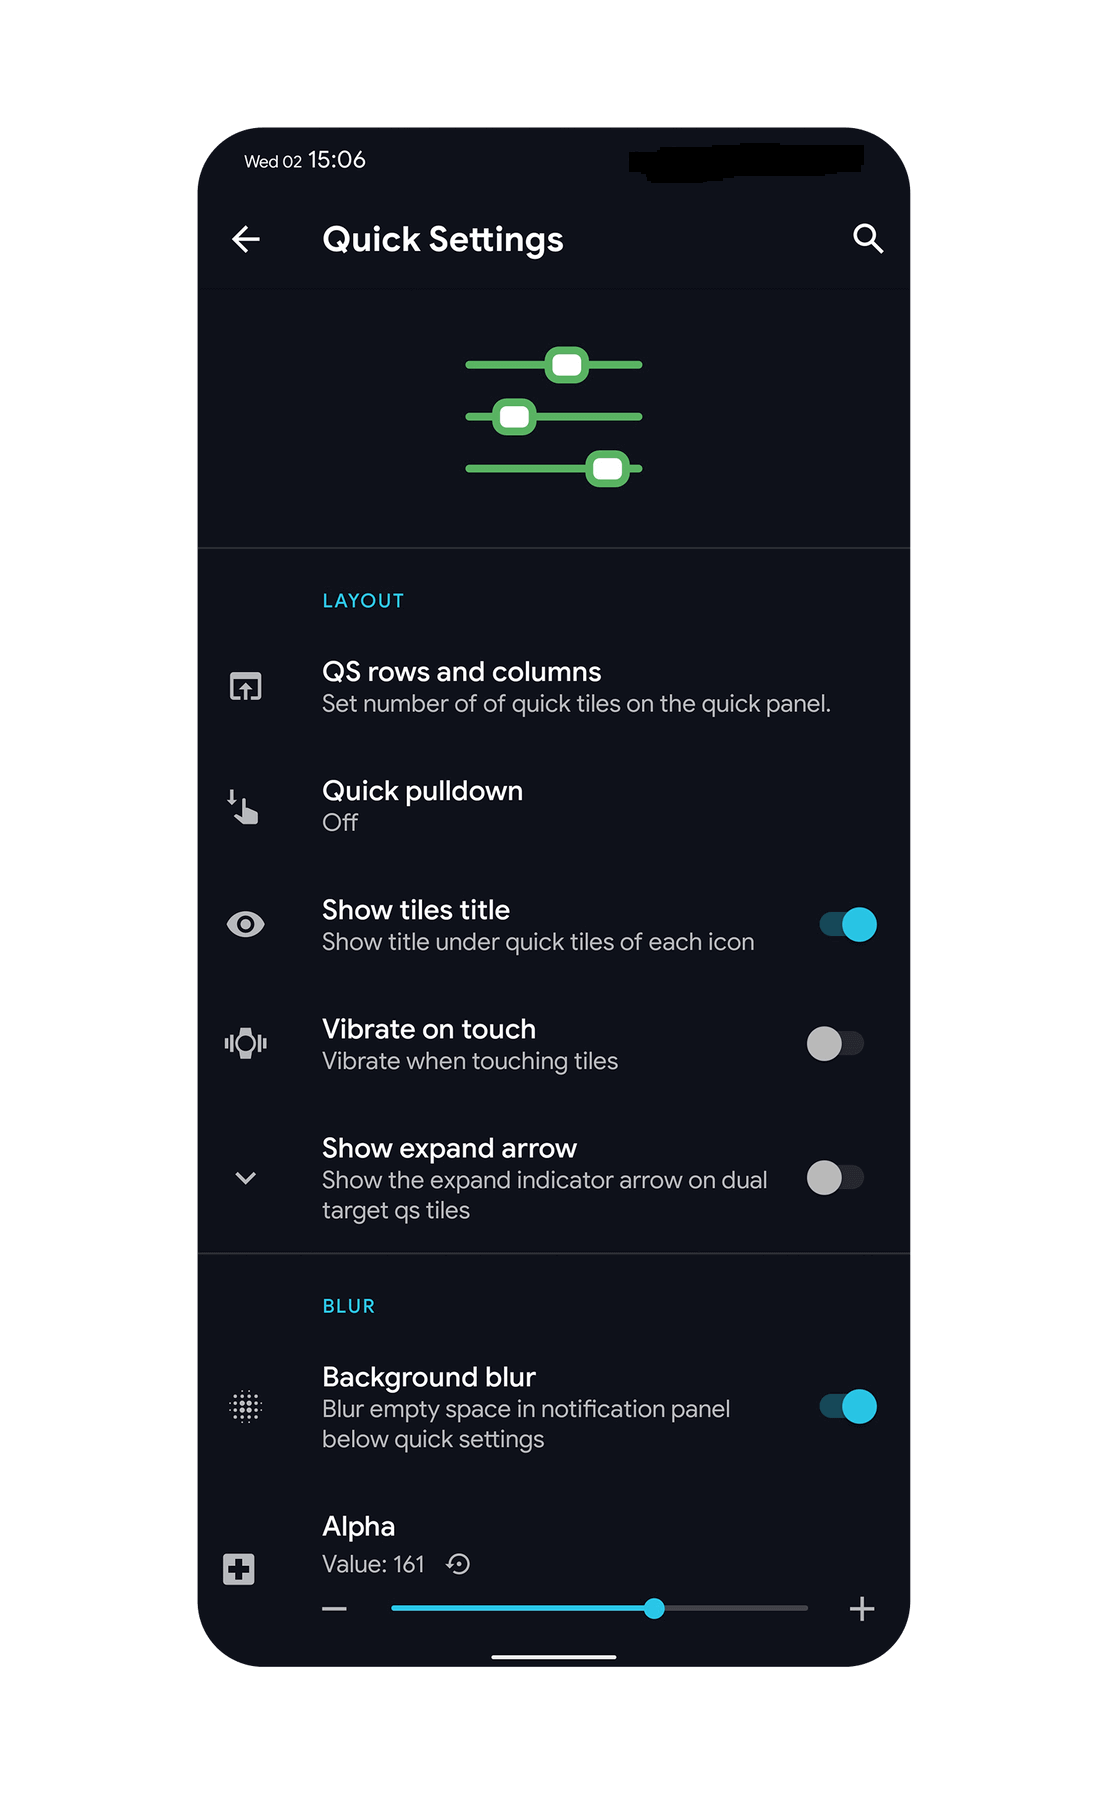 Wed 02 15:06
Quick Settings
LAYOUT
QS rows and columns
Set number of of quick tiles on the quick panel.
Quick pulldown
Off
Show tiles title
Show title under quick tiles of each icon
Vibrate on touch
Vibrate when touching tiles
Show expand arrow
Show the expand indicator arrow on dual
target qs tiles
BLUR
Background blur
Blur empty space in notification panel
below quick settings
Alpha
Value: 161